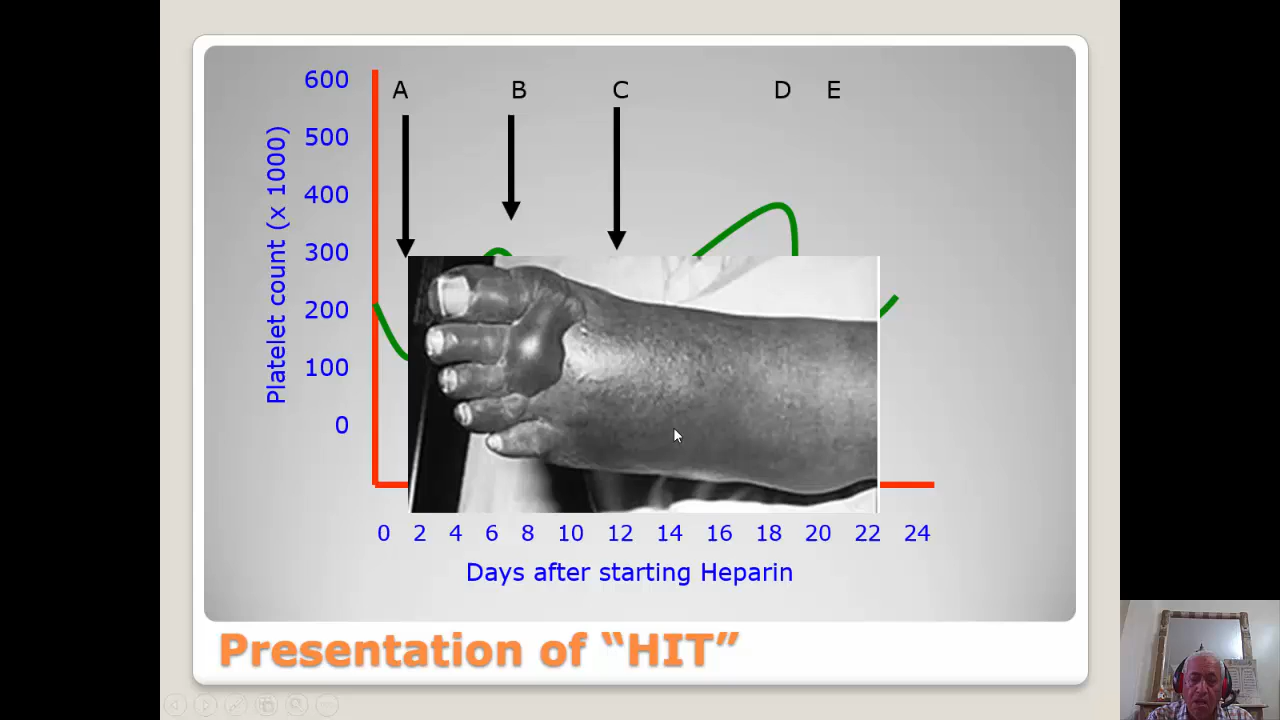 A B C D E
600
500
400
300
200
100
0
Platelet count (x 1000)
0 2 4 6 8 10 12 14 16 18 20 22 24
Days after starting Heparin
Presentation of “HIT”